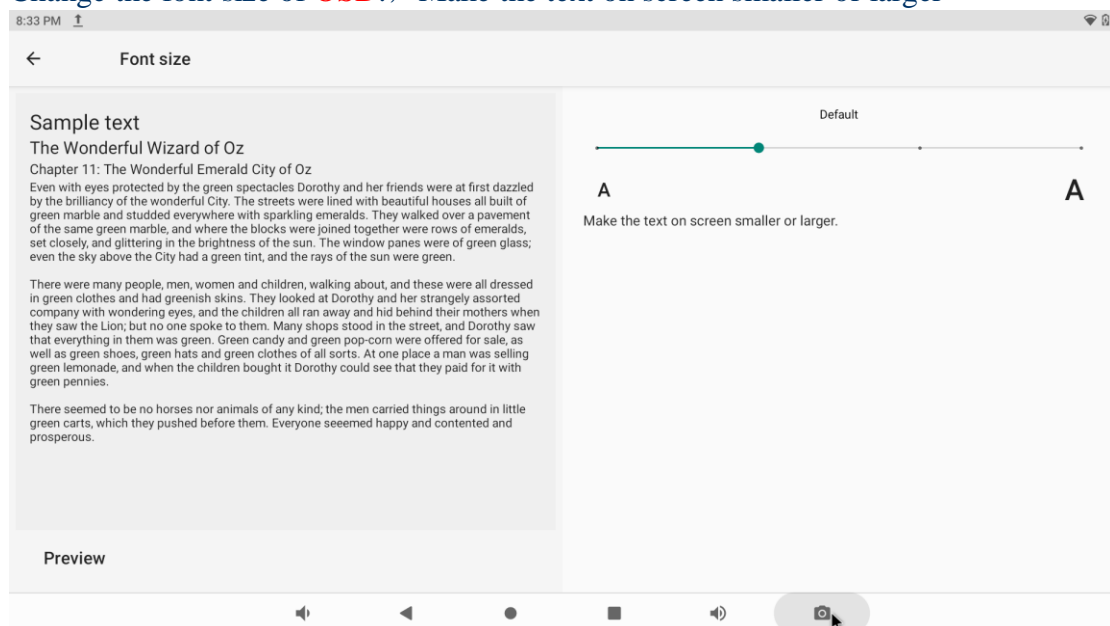 Change the font size of OSD., Make the text on screen smaller or larger
8:33 PM
Font size
Sample text
The Wonderful Wizard of Oz
Chapter 11: The Wonderful Emerald City of Oz
Even with eyes protected by the green spectacles Dorothy and her friends were at first dazzled
by the brilliancy of the wonderful City. The streets were lined with beautiful houses all built of
green marble and studded everywhere with sparkling emeralds. They walked over a pavement
of the same green marble, and where the blocks were joined together were rows of emeralds,
set closely, and glittering in the brightness of the sun. The window panes were of green glass;
even the sky above the City had a green tint, and the rays of the sun were green.
There were many people, men, women and children, walking about, and these were all dressed
in green clothes and had greenish skins. They looked at Dorothy and her strangely assorted
company with wondering eyes, and the children all ran away and hid behind their mothers when
they saw the Lion; but no one spoke to them. Many shops stood in the street, and Dorothy saw
that everything in them was green. Green candy and green pop-corn were offered for sale, as
well as green shoes, green hats and green clothes of all sorts. At one place a man was selling
green lemonade, and when the children bought it Dorothy could see that they paid for it with
green pennies.
There seemed to be no horses nor animals of any kind; the men carried things around in little
green carts, which they pushed before them. Everyone seeemed happy and contented and
prosperous.
Preview
Default
A A
Make the text on screen smaller or larger.